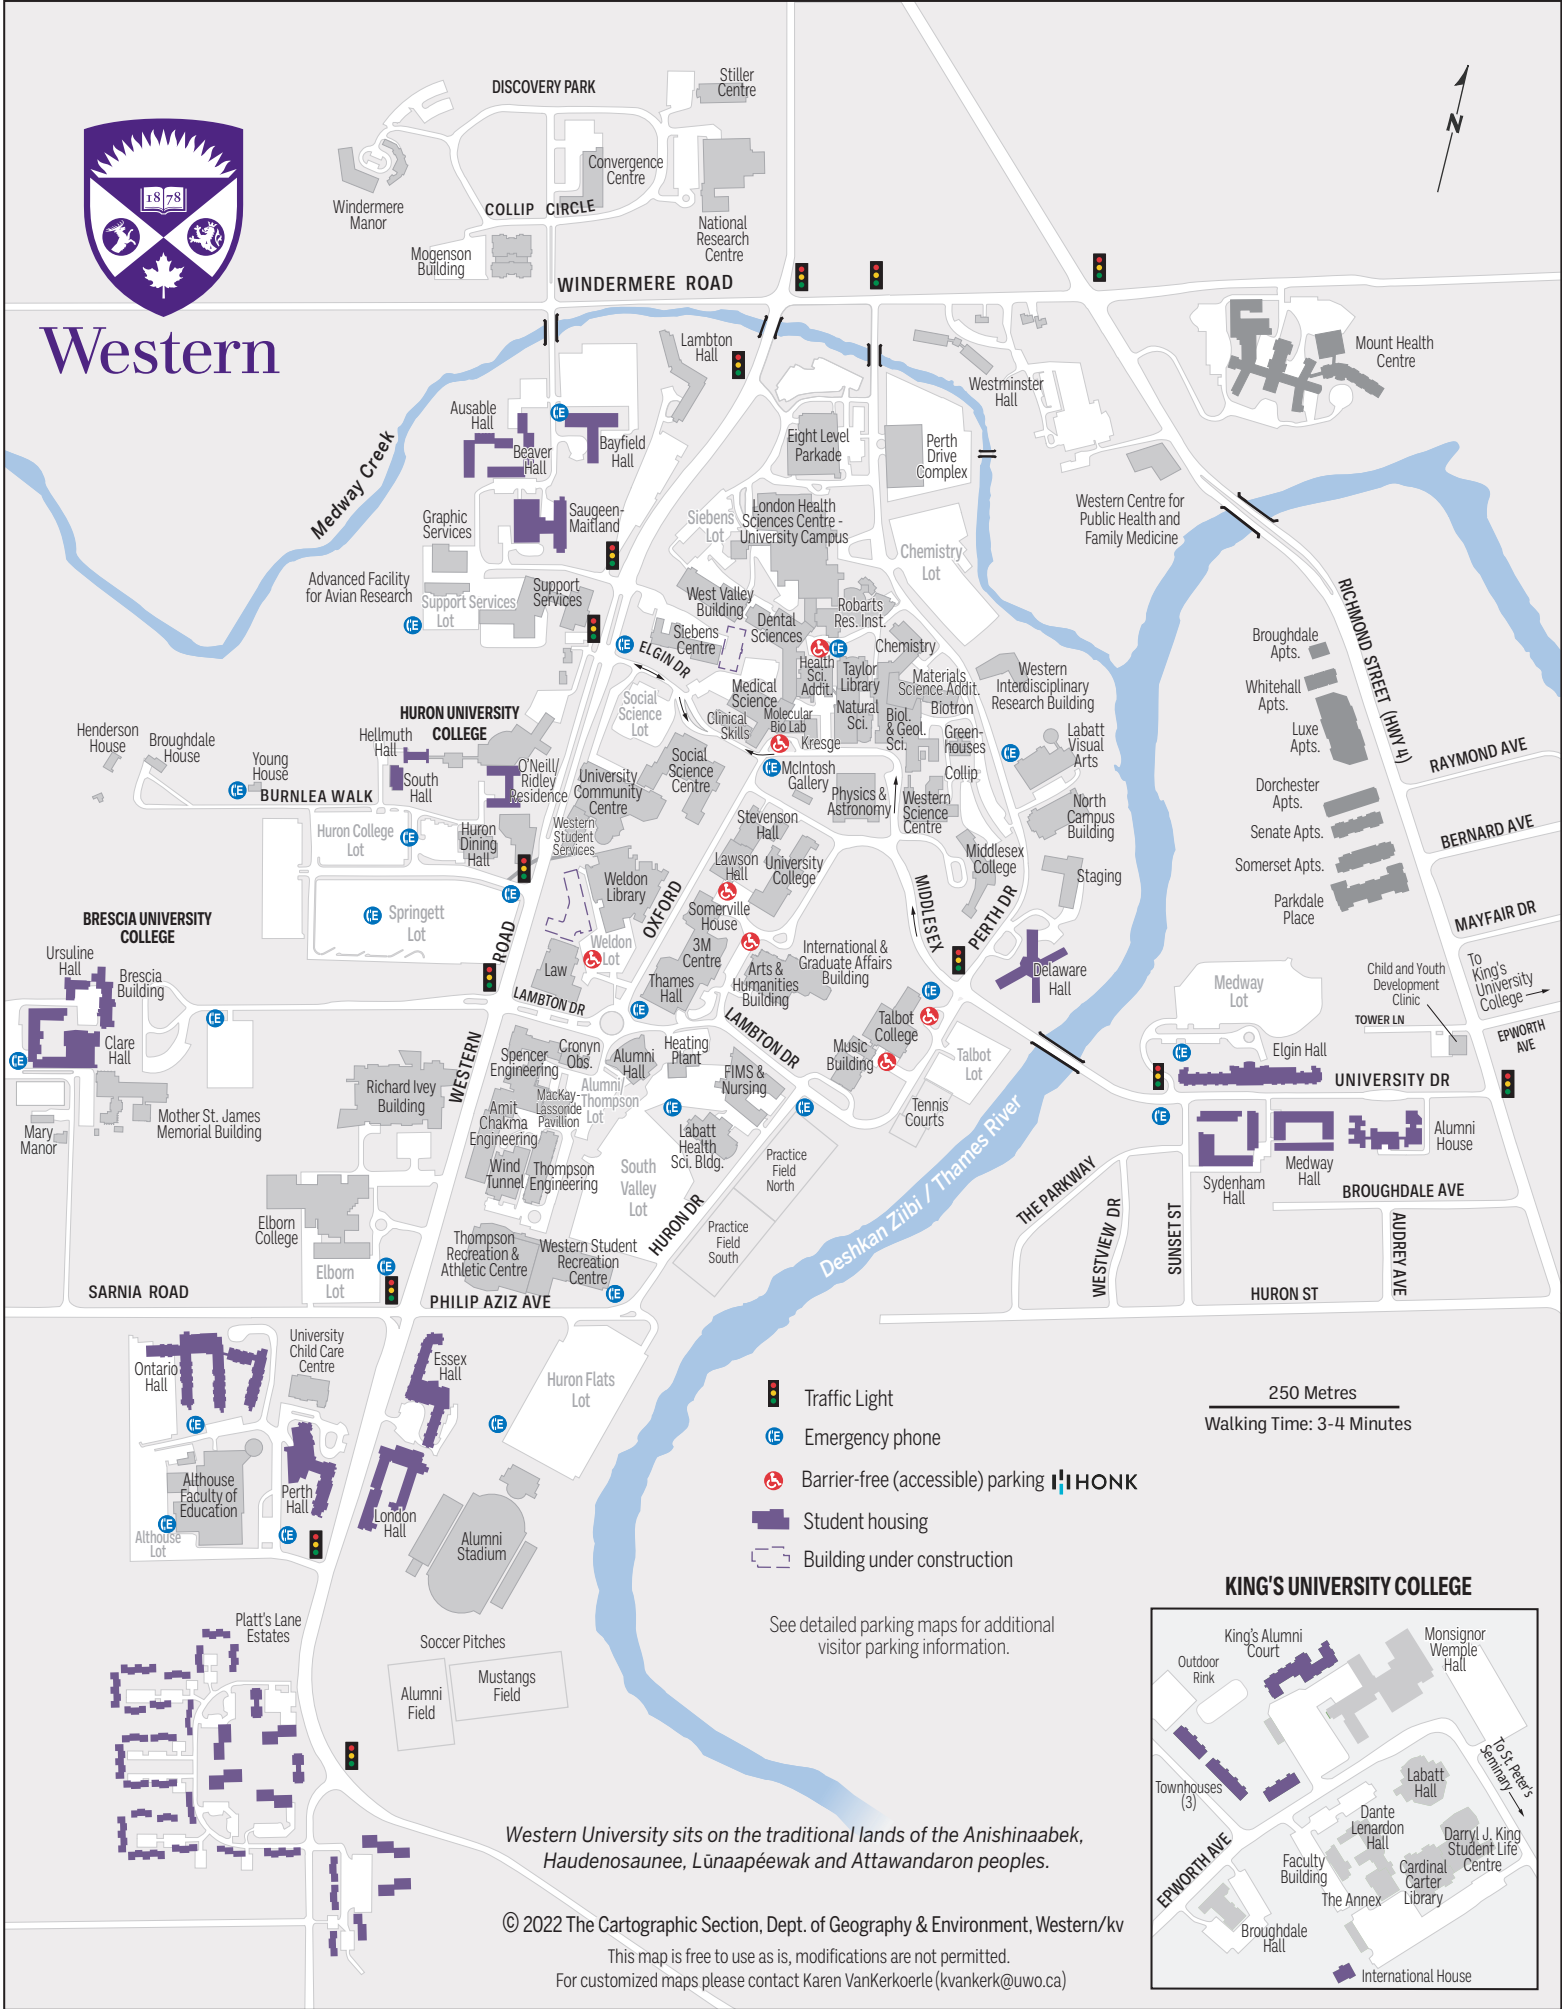 DISCOVERY PARK
Stiller
Centre
Convergence
Centre
1878
Windermere
Manor
COLLIP CIRCLE
National
Research
Centre
Mogenson
Building
N
WINDERMERE ROAD
Western
Lambton
Hall
Mount Health
Centre
Westminster
Hall
Ausable
Hall
Beaver
Hall
Bayfield
Hall
Eight Level
Parkade
Perth
Drive
Complex
Medway Creek
Graphic
Services
Saugeen-
Maitland
Siebens
Lot
London Health
Sciences Centre -
University Campus
Chemistry
Lot
Western Centre for
Public Health and
Family Medicine
Advanced Facility
for Avian Research
Support Services
Lot
Support
Services
West Valley
Building
Siebens
Centre
Dental
Sciences
Robarts
Res. Inst.
RICHMOND STREET (HWY 4)
ELGIN DR
Chemistry
Broughdale
Apts.
Health
Sci.
Addit.
Taylor
Library
Materials
Science Addit.
Western
Interdisciplinary
Research Building
Whitehall
Apts.
Social
Science
Lot
Medical
Science
Clinical
Skills
Molecular
Bio Lab
Natural
Sci.
Biol.
& Geol.
Sci.
Biotron
Green-
houses
Luxe
Apts.
HURON UNIVERSITY
COLLEGE
Henderson
House
Broughdale
House
Hellmuth
Hall
Kresge
Labatt
Visual
Arts
RAYMOND AVE
Young
House
South
Hall
O'Neill/
Ridley
Residence
University
Community
Centre
Social
Science
Centre
McIntosh
Gallery
Collip
Dorchester
Apts.
BURNLEA WALK
Physics &
Astronomy
Western
Science
Centre
North
Campus
Building
Huron College
Lot
Huron
Dining
Hall
Western
Student
Services
Stevenson
Hall
Senate Apts.
BERNARD AVE
Lawson
Hall
University
College
Middlesex
College
Somerset Apts.
Weldon
Library
Staging
Springett
Lot
OXFORD
Somerville
House
MIDDLESEX
PERTH DR
Parkdale
Place
MAYFAIR DR
BRESCIA UNIVERSITY
COLLEGE
Ursuline
Hall
Brescia
Building
ROAD
Weldon
Lot
Law
3M
Centre
International &
Graduate Affairs
Building
Delaware
Hall
Medway
Lot
Child and Youth
Development
Clinic
To
King's
University
College
LAMBTON DR
Thames
Hall
Arts &
Humanities
Building
TOWER LN
EPWORTH
AVE
Clare
Hall
WESTERN
Cronyn
Obs.
Heating
Plant
LAMBTON DR
Talbot
College
Music
Building
Talbot
Lot
Elgin Hall
Spencer
Engineering
Alumni
Hall
FIMS &
Nursing
UNIVERSITY DR
Richard Ivey
Building
MacKay-
Lassonde
Pavillion
Alumni/
Thompson
Lot
Mother St. James
Memorial Building
Mary
Manor
Amit
Chakma
Engineering
Labatt
Health
Sci. Bldg.
Tennis
Courts
Alumni
House
Wind
Tunnel
Thompson
Engineering
South
Valley
Lot
Practice
Field
North
Deshkan Ziibi / Thames River
THE PARKWAY
Sydenham
Hall
Medway
Hall
BROUGHDALE AVE
Elborn
College
HURON DR
Practice
Field
South
WESTVIEW DR
SUNSET ST
AUDREY AVE
Thompson
Recreation &
Athletic Centre
Western Student
Recreation
Centre
Elborn
Lot
SARNIA ROAD
PHILIP AZIZ AVE
HURON ST
Ontario
Hall
University
Child Care
Centre
Essex
Hall
Huron Flats
Lot
Traffic Light
250 Metres
Walking Time: 3-4 Minutes
Emergency phone
Barrier-free (accessible) parking HONK
Student housing
Building under construction
Althouse
Faculty of
Education
Perth
Hall
London
Hall
Althouse
Lot
Alumni
Stadium
See detailed parking maps for additional
visitor parking information.
Platt's Lane
Estates
Soccer Pitches
Alumni
Field
Mustangs
Field
KING'S UNIVERSITY COLLEGE
King's Alumni
Court
Monsignor
Wemple
Hall
Outdoor
Rink
To St. Peter's
Seminary
Townhouses
(3)
Labatt
Hall
Dante
Lenardon
Hall
Darryl J. King
Student Life
Centre
EPWORTH AVE
Faculty
Building
Cardinal
Carter
Library
The Annex
Broughdale
Hall
International House
Western University sits on the traditional lands of the Anishinaabek,
Haudenosaunee, Lūnaapéewak and Attawandaron peoples.
© 2022 The Cartographic Section, Dept. of Geography & Environment, Western/kv
This map is free to use as is, modifications are not permitted.
For customized maps please contact Karen VanKerkoerle (kvankerk@uwo.ca)